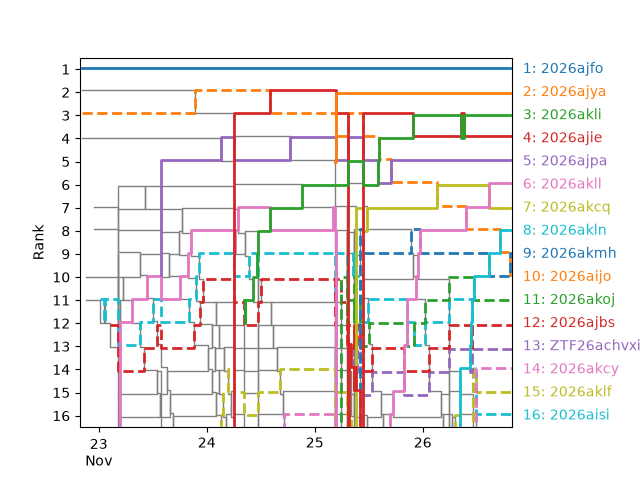 1: 2026ajfo
2: 2026ajya
3: 2026akli
4: 2026ajie
5: 2026ajpa
6: 2026akll
7: 2026akcq
8: 2026akln
9: 2026akmh
10: 2026aijo
11: 2026akoj
12: 2026ajbs
13: ZTF26achvxi
14: 2026akcy
15: 2026aklf
16: 2026aisi
Rank
1
2
3
4
5
6
7
8
9
10
11
12
13
14
15
16
23 24 25 26
Nov